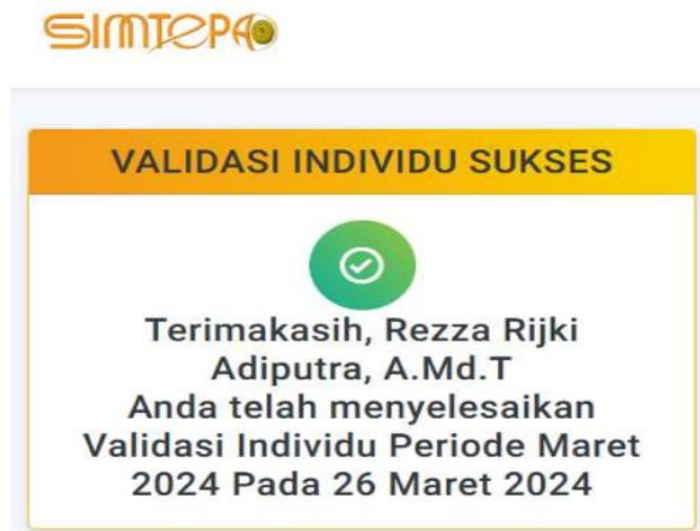 SIMTEPA
VALIDASI INDIVIDU SUKSES
Terimakasih, Rezza Rijki
Adiputra, A.Md.T
Anda telah menyelesaikan
Validasi Individu Periode Maret
2024 Pada 26 Maret 2024